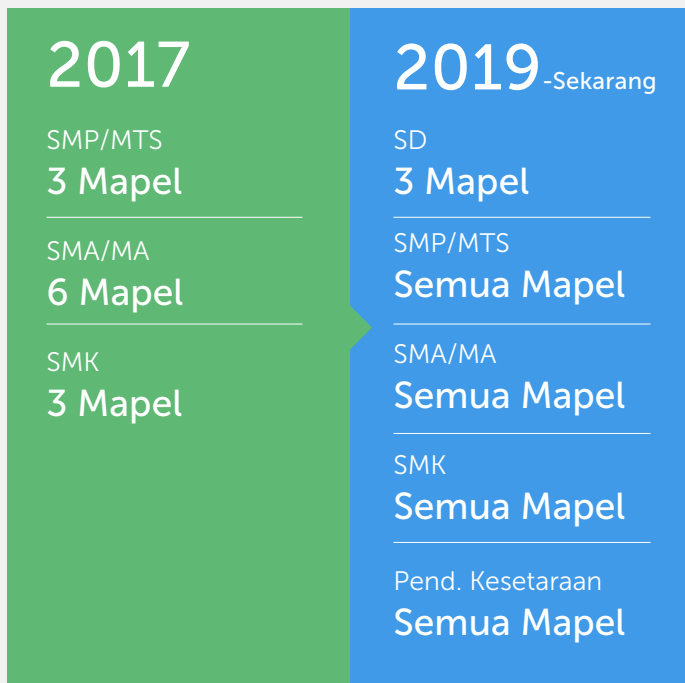 2017
SMP/MTS
3 Mapel
SMA/MA
6 Mapel
SMK
3 Mapel
2019-Sekarang
SD
3 Mapel
SMP/MTS
Semua Mapel
SMA/MA
Semua Mapel
SMK
Semua Mapel
Pend. Kesetaraan
Semua Mapel